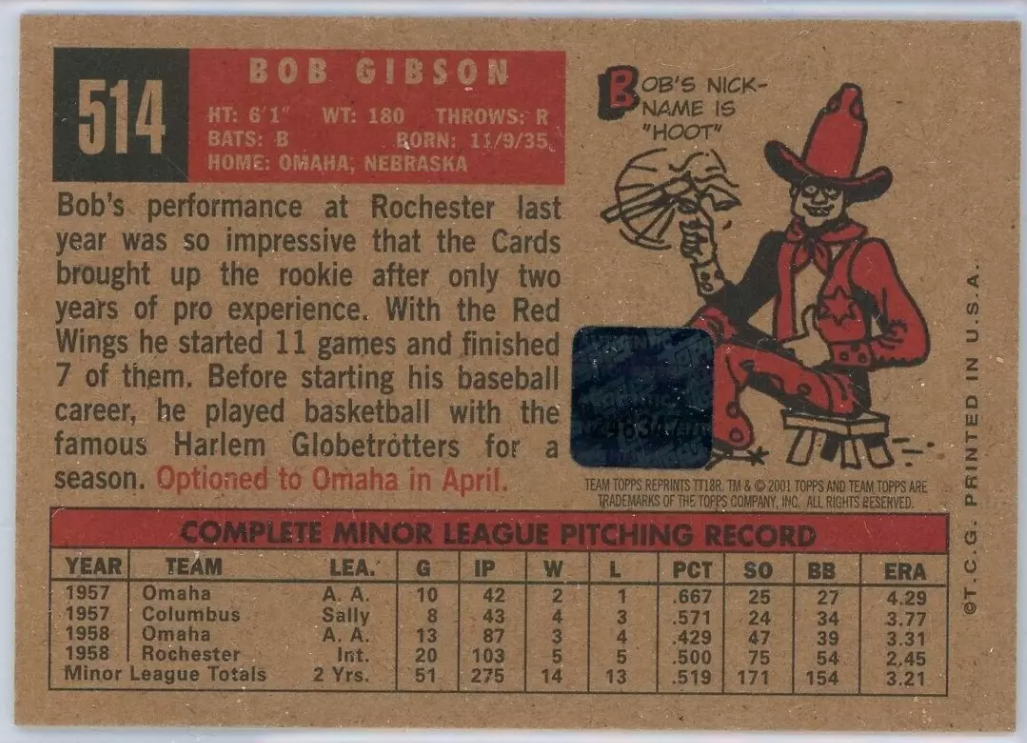 514
BOB GIBSON
HT: 6'1" WT: 180 THROWS: R
BATS: B BORN: 11/9/35
HOME: OMAHA, NEBRASKA
BOB'S NICK-
NAME IS
"HOOT"
Bob's performance at Rochester last
year was so impressive that the Cards
brought up the rookie after only two
years of pro experience. With the Red
Wings he started 11 games and finished
7 of them. Before starting his baseball
career, he played basketball with the
famous Harlem Globetrotters for a
season. Optioned to Omaha in April.
TEAM TOPPS REPRINTS TT18R. TM & © 2001 TOPPS AND TEAM TOPPS ARE
TRADEMARKS OF THE TOPPS COMPANY, INC. ALL RIGHTS RESERVED.
©T.C.G. PRINTED IN U.S.A.
COMPLETE MINOR LEAGUE PITCHING RECORD
YEAR TEAM LEA. G IP W L PCT SO BB ERA
1957 Omaha A. A. 10 42 2 1 .667 25 27 4.29
1957 Columbus Sally 8 43 4 3 .571 24 34 3.77
1958 Omaha A. A. 13 87 3 4 .429 47 39 3.31
1958 Rochester Int. 20 103 5 5 .500 75 54 2.45
Minor League Totals 2 Yrs. 51 275 14 13 .519 171 154 3.21